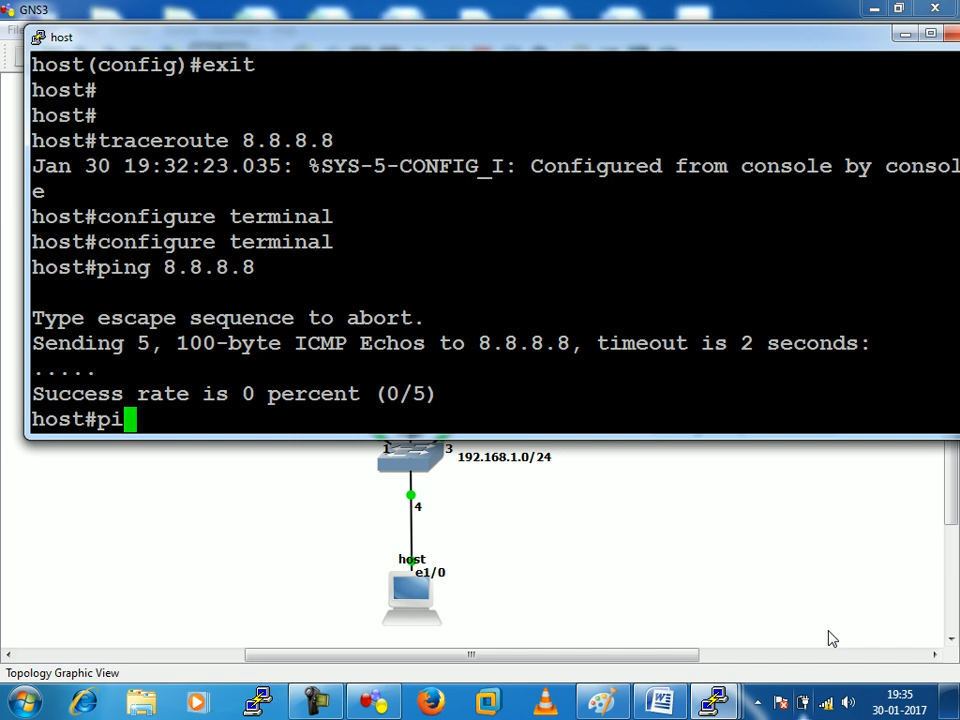 GNS3
host
host(config)#exit
host#
host#
host#traceroute 8.8.8.8
Jan 30 19:32:23.035: %SYS-5-CONFIG_I: Configured from console by consol
e
host#configure terminal
host#configure terminal
host#ping 8.8.8.8
Type escape sequence to abort.
Sending 5, 100-byte ICMP Echos to 8.8.8.8, timeout is 2 seconds:
.....
Success rate is 0 percent (0/5)
host#pi
1
3
192.168.1.0/24
4
host
e1/0
Topology Graphic View
19:35
30-01-2017